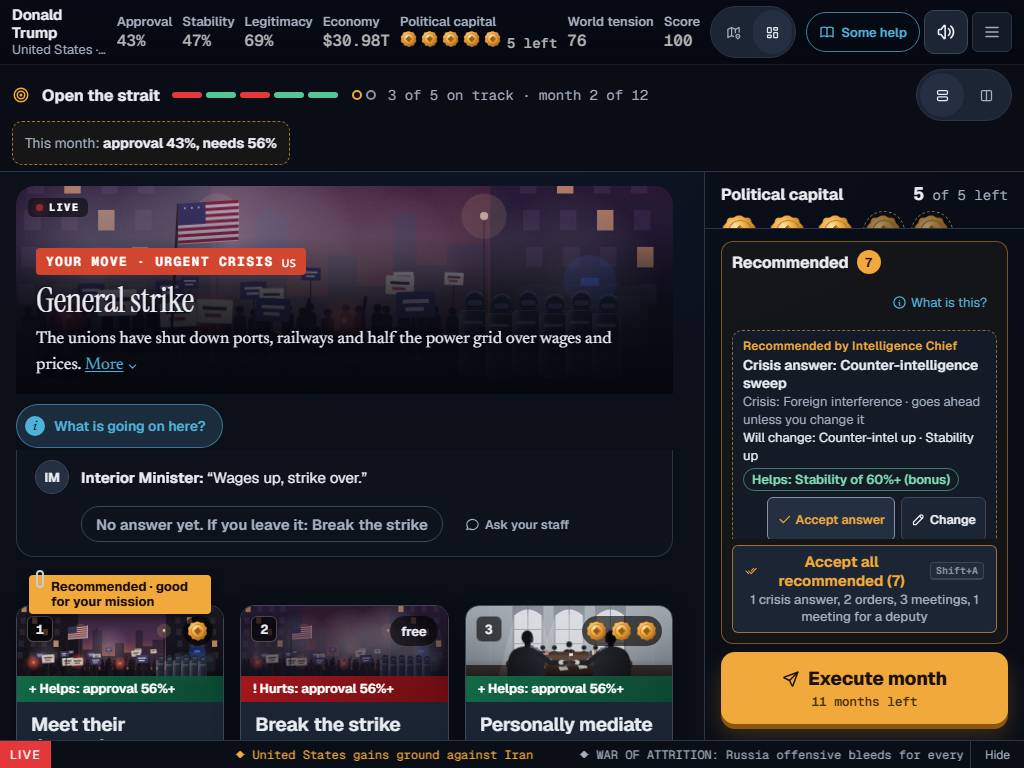 Donald Trump
United States ·...
Approval 43%
Stability 47%
Legitimacy 69%
Economy $30.98T
Political capital 5 left
World tension 76
Score 100
Some help
Open the strait
3 of 5 on track · month 2 of 12
This month: approval 43%, needs 56%
LIVE
YOUR MOVE · URGENT CRISIS US
General strike
The unions have shut down ports, railways and half the power grid over wages and
prices. More
What is going on here?
IM Interior Minister: “Wages up, strike over.”
No answer yet. If you leave it: Break the strike
Ask your staff
Recommended · good
for your mission
1
+ Helps: approval 56%+
Meet their
2
free
! Hurts: approval 56%+
Break the strike
3
+ Helps: approval 56%+
Personally mediate
Political capital 5 of 5 left
Recommended 7
What is this?
Recommended by Intelligence Chief
Crisis answer: Counter-intelligence
sweep
Crisis: Foreign interference · goes ahead
unless you change it
Will change: Counter-intel up · Stability
up
Helps: Stability of 60%+ (bonus)
Accept answer
Change
Accept all
recommended (7)
Shift+A
1 crisis answer, 2 orders, 3 meetings, 1
meeting for a deputy
Execute month
11 months left
LIVE
United States gains ground against Iran
WAR OF ATTRITION: Russia offensive bleeds for every
Hide